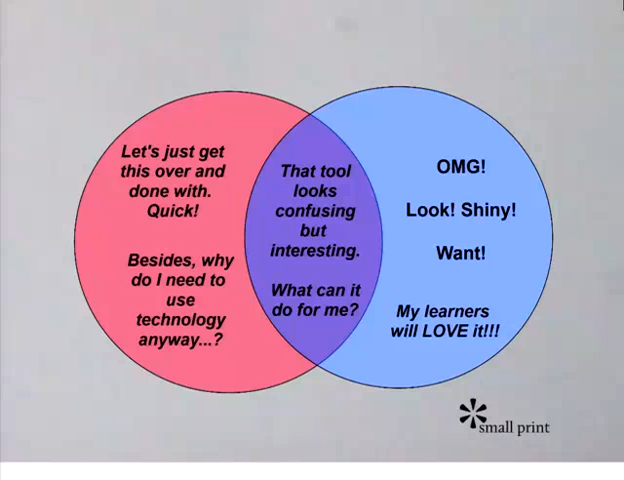 Let's just get
this over and
done with.
Quick!
Besides, why
do I need to
use
technology
anyway...?
That tool
looks
confusing
but
interesting.
What can it
do for me?
OMG!
Look! Shiny!
Want!
My learners
will LOVE it!!!
*small print